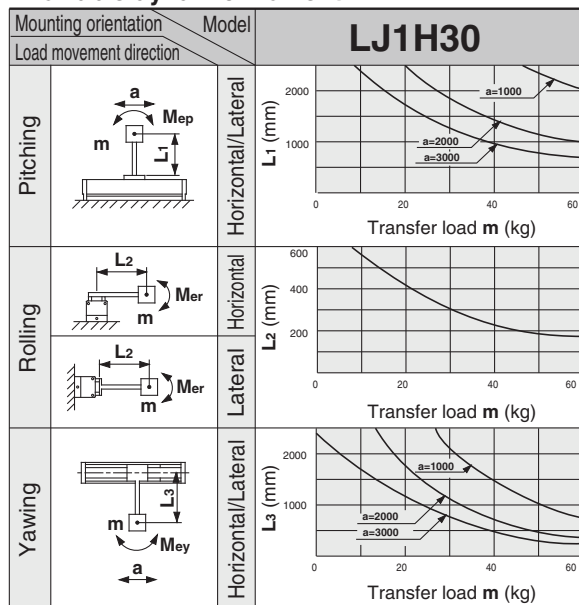 Mounting orientation
Model
Load movement direction
LJ1H30
Pitching
a
Mep
m
L1
Horizontal/Lateral
L1 (mm)
2000
1000
a=1000
a=2000
a=3000
0
20
40
60
Transfer load m (kg)
Rolling
L2
Mer
m
Horizontal
L2
Mer
m
Lateral
L2 (mm)
600
400
200
0
20
40
60
Transfer load m (kg)
Yawing
L3
m
Mey
a
Horizontal/Lateral
L3 (mm)
2000
1000
a=1000
a=2000
a=3000
0
20
40
60
Transfer load m (kg)